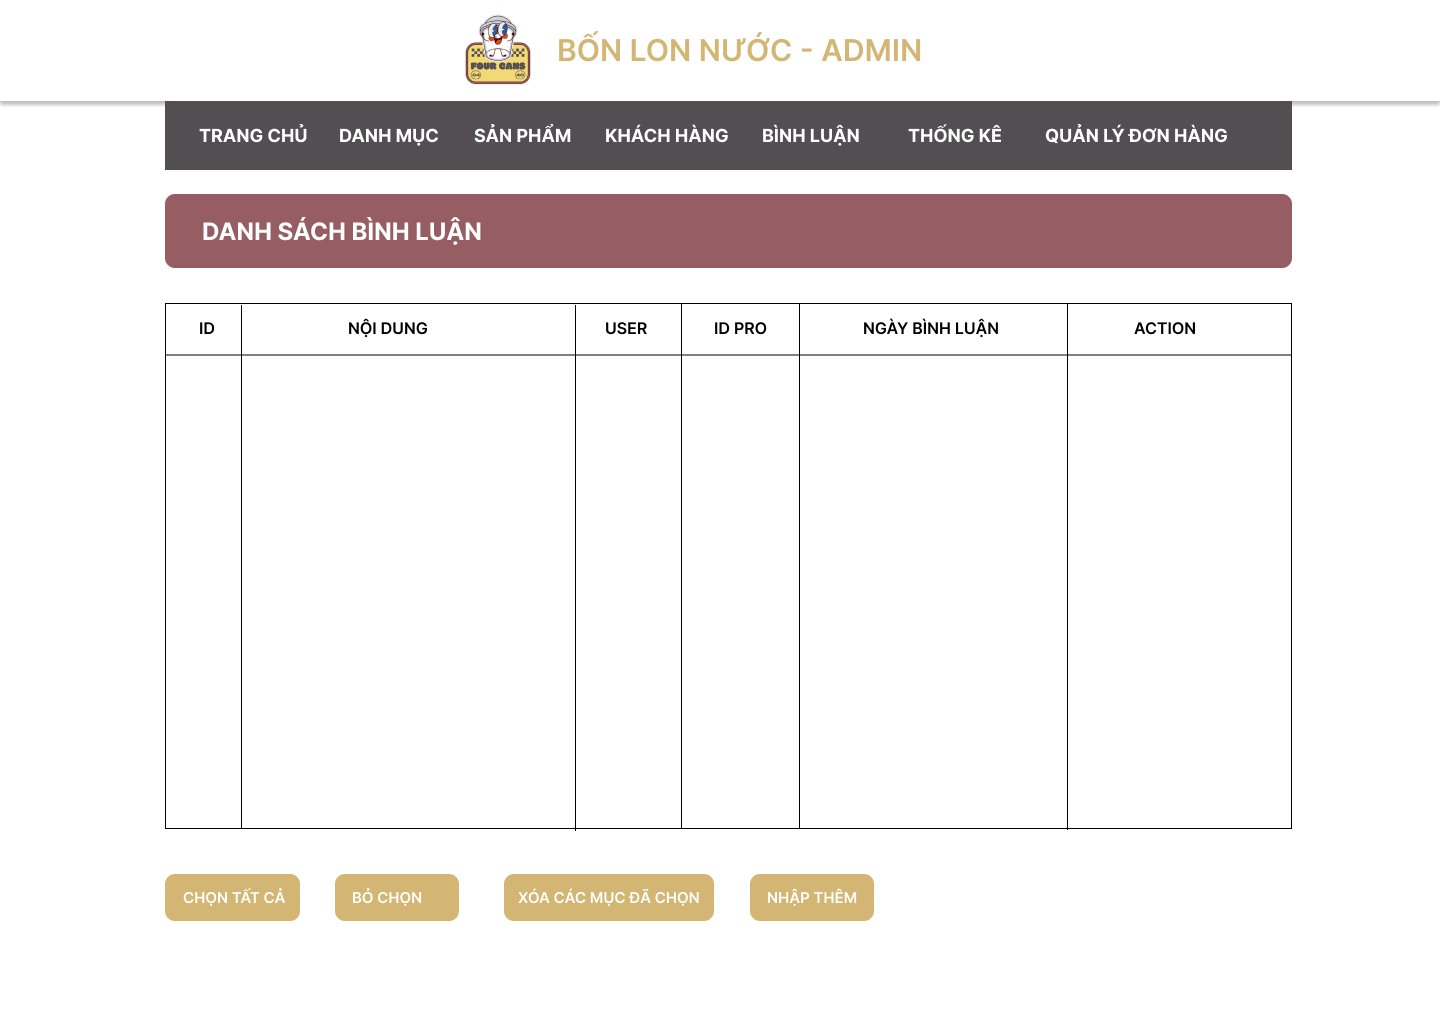 BỐN LON NƯỚC - ADMIN
FOUR CANS
TRANG CHỦ DANH MỤC SẢN PHẨM KHÁCH HÀNG BÌNH LUẬN THỐNG KÊ QUẢN LÝ ĐƠN HÀNG
DANH SÁCH BÌNH LUẬN
ID NỘI DUNG USER ID PRO NGÀY BÌNH LUẬN ACTION
CHỌN TẤT CẢ BỎ CHỌN XÓA CÁC MỤC ĐÃ CHỌN NHẬP THÊM